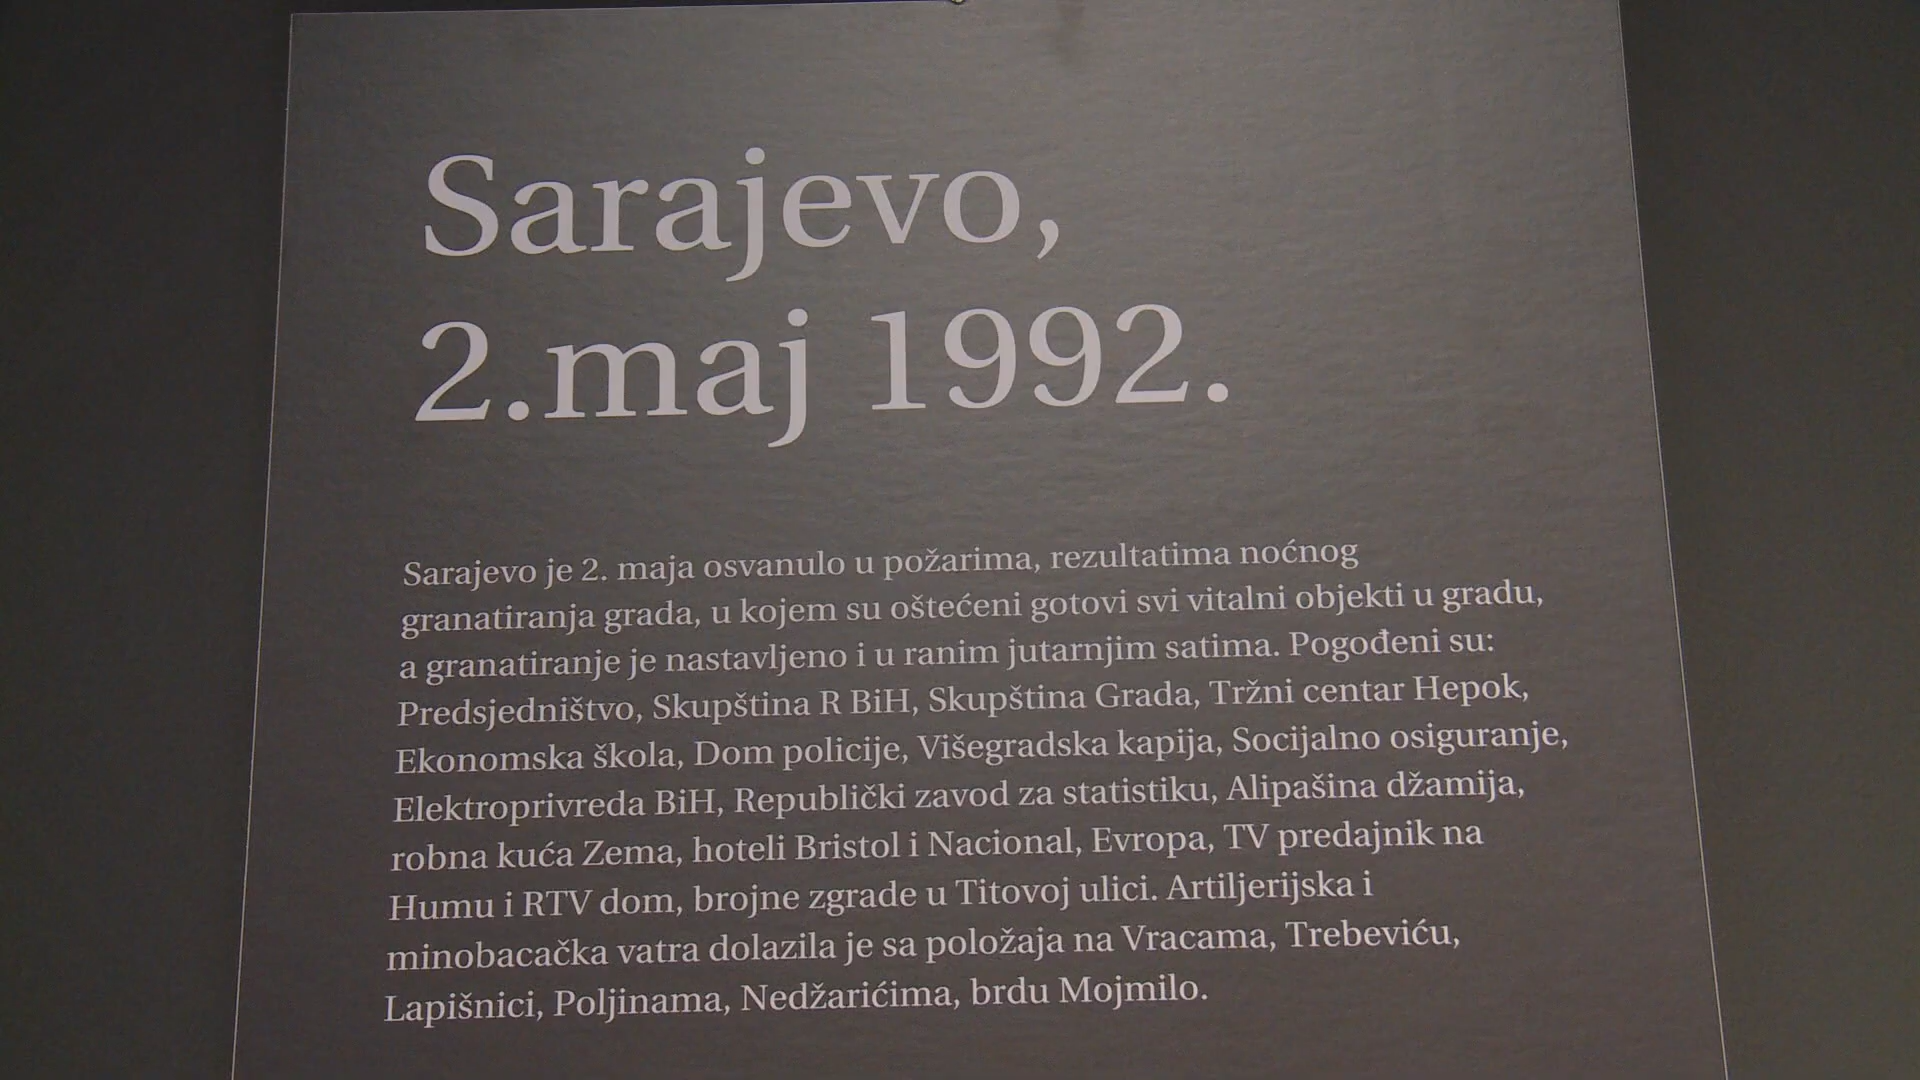 Sarajevo,
2.maj 1992.
Sarajevo je 2. maja osvanulo u požarima, rezultatima noćnog
granatiranja grada, u kojem su oštećeni gotovi svi vitalni objekti u gradu,
a granatiranje je nastavljeno i u ranim jutarnjim satima. Pogođeni su:
Predsjedništvo, Skupština R BiH, Skupština Grada, Tržni centar Hepok,
Ekonomska škola, Dom policije, Višegradska kapija, Socijalno osiguranje,
Elektroprivreda BiH, Republički zavod za statistiku, Alipašina džamija,
robna kuća Zema, hoteli Bristol i Nacional, Evropa, TV predajnik na
Humu i RTV dom, brojne zgrade u Titovoj ulici. Artiljerijska i
minobacačka vatra dolazila je sa položaja na Vracama, Trebeviću,
Lapišnici, Poljinama, Nedžarićima, brdu Mojmilo.